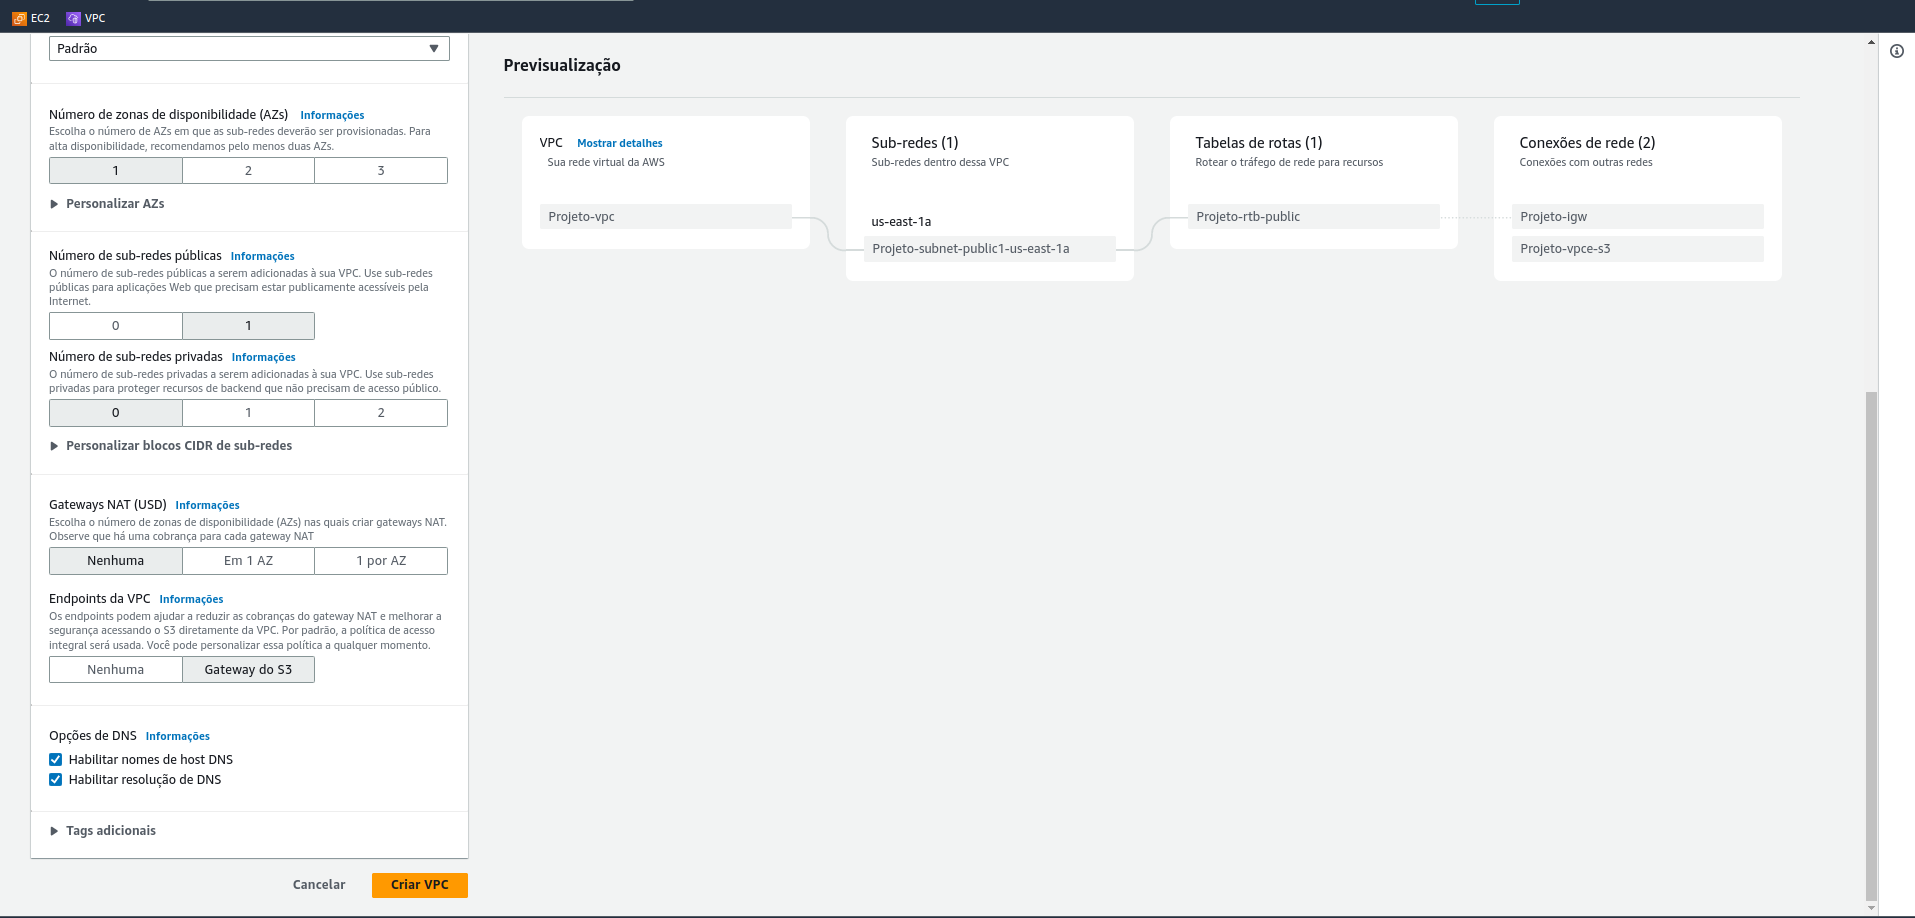 EC2
VPC
Padrão
Número de zonas de disponibilidade (AZs) Informações
Escolha o número de AZs em que as sub-redes deverão ser provisionadas. Para
alta disponibilidade, recomendamos pelo menos duas AZs.
1 2 3
Personalizar AZs
Número de sub-redes públicas Informações
O número de sub-redes públicas a serem adicionadas à sua VPC. Use sub-redes
públicas para aplicações Web que precisam estar publicamente acessíveis pela
Internet.
0 1
Número de sub-redes privadas Informações
O número de sub-redes privadas a serem adicionadas à sua VPC. Use sub-redes
privadas para proteger recursos de backend que não precisam de acesso público.
0 1 2
Personalizar blocos CIDR de sub-redes
Gateways NAT (USD) Informações
Escolha o número de zonas de disponibilidade (AZs) nas quais criar gateways NAT.
Observe que há uma cobrança para cada gateway NAT
Nenhuma Em 1 AZ 1 por AZ
Endpoints da VPC Informações
Os endpoints podem ajudar a reduzir as cobranças do gateway NAT e melhorar a
segurança acessando o S3 diretamente da VPC. Por padrão, a política de acesso
integral será usada. Você pode personalizar essa política a qualquer momento.
Nenhuma Gateway do S3
Opções de DNS Informações
Habilitar nomes de host DNS
Habilitar resolução de DNS
Tags adicionais
Cancelar Criar VPC
Previsualização
VPC Mostrar detalhes
Sua rede virtual da AWS
Projeto-vpc
Sub-redes (1)
Sub-redes dentro dessa VPC
us-east-1a
Projeto-subnet-public1-us-east-1a
Tabelas de rotas (1)
Rotear o tráfego de rede para recursos
Projeto-rtb-public
Conexões de rede (2)
Conexões com outras redes
Projeto-igw
Projeto-vpce-s3